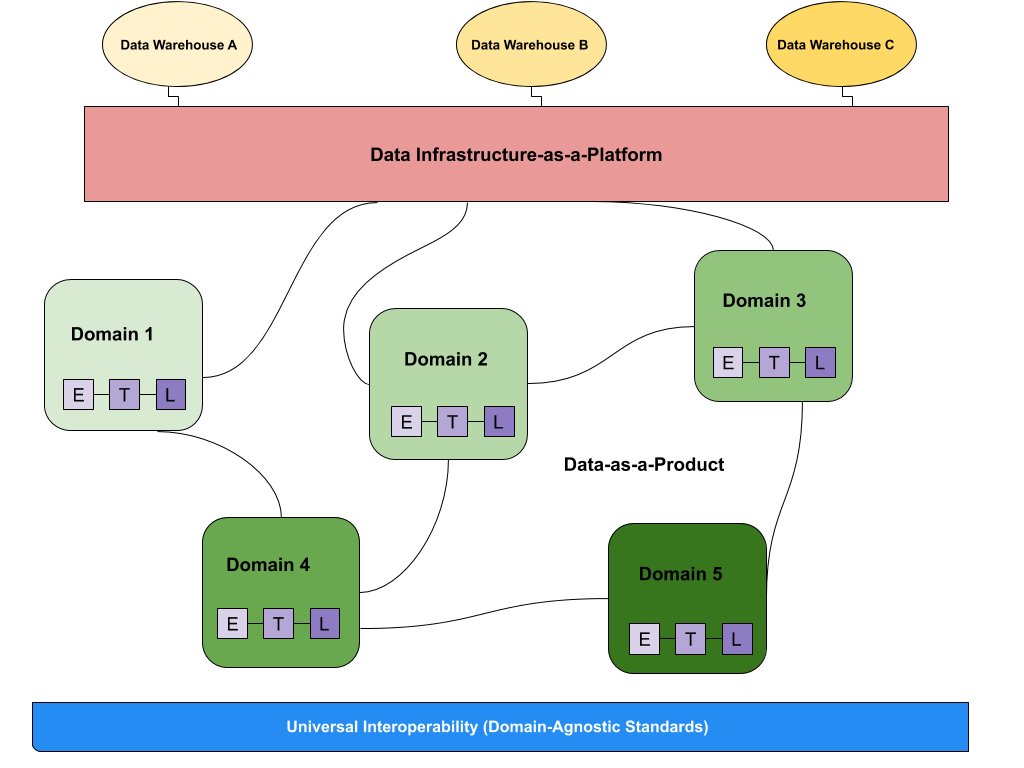 Data Warehouse A
Data Warehouse B
Data Warehouse C
Data Infrastructure-as-a-Platform
Domain 1
E T L
Domain 2
E T L
Domain 3
E T L
Data-as-a-Product
Domain 4
E T L
Domain 5
E T L
Universal Interoperability (Domain-Agnostic Standards)